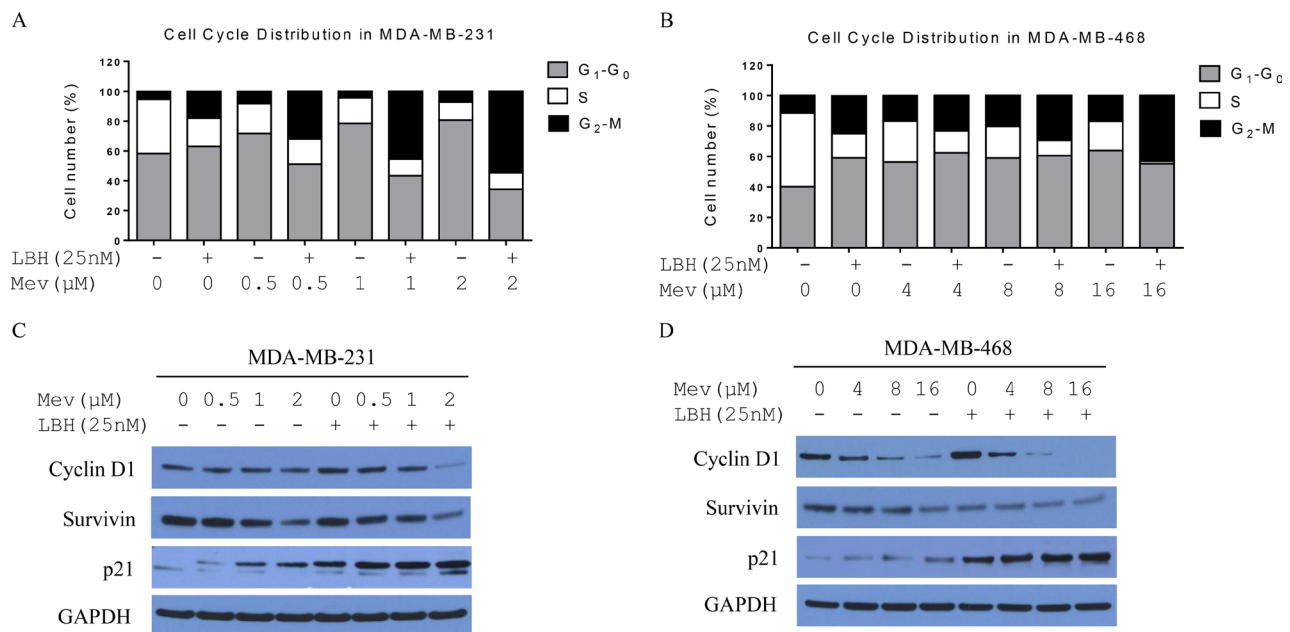 A
Cell Cycle Distribution in MDA-MB-231
Cell number (%)
120
100
80
60
40
20
0
G1-G0
S
G2-M
LBH(25nM) - + - + - + - +
Mev(µM) 0 0 0.5 0.5 1 1 2 2
B
Cell Cycle Distribution in MDA-MB-468
Cell number (%)
120
100
80
60
40
20
0
G1-G0
S
G2-M
LBH(25nM) - + - + - + - +
Mev(µM) 0 0 4 4 8 8 16 16
C
MDA-MB-231
Mev(µM) 0 0.5 1 2 0 0.5 1 2
LBH(25nM) - - - - + + + +
Cyclin D1
Survivin
p21
GAPDH
D
MDA-MB-468
Mev(µM) 0 4 8 16 0 4 8 16
LBH(25nM) - - - - + + + +
Cyclin D1
Survivin
p21
GAPDH